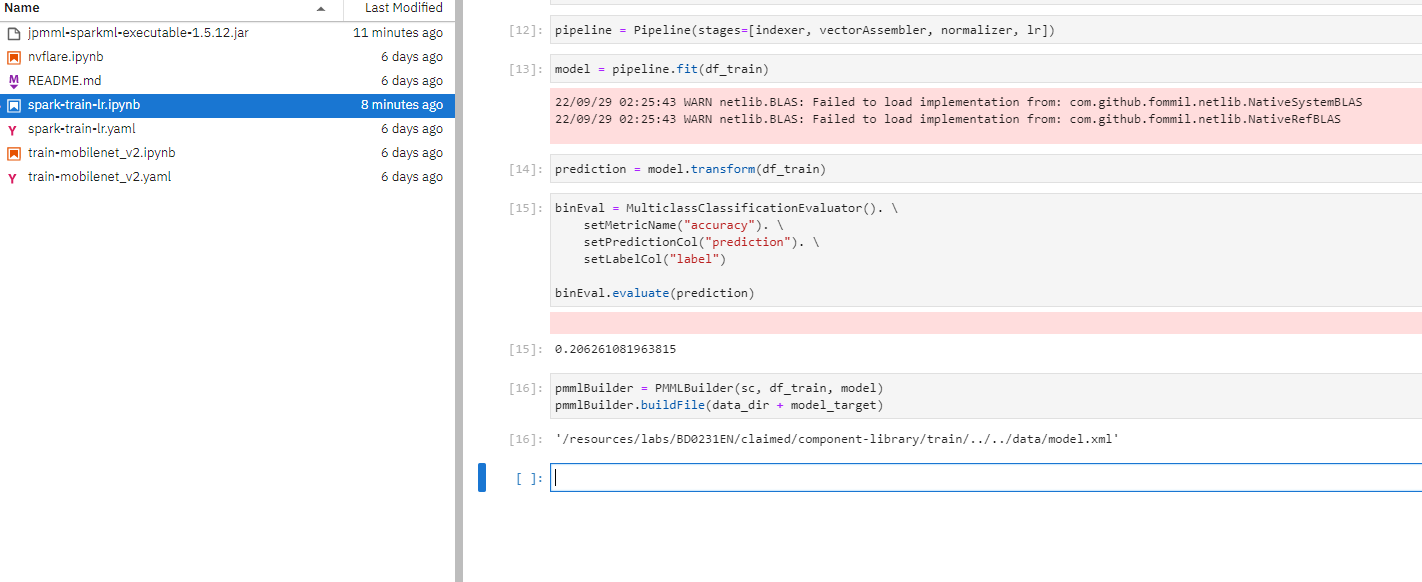 Name Last Modified
jpmml-sparkml-executable-1.5.12.jar 11 minutes ago
nvflare.ipynb 6 days ago
README.md 6 days ago
spark-train-lr.ipynb 8 minutes ago
spark-train-lr.yaml 6 days ago
train-mobilenet_v2.ipynb 6 days ago
train-mobilenet_v2.yaml 6 days ago
[12]: pipeline = Pipeline(stages=[indexer, vectorAssembler, normalizer, lr])
[13]: model = pipeline.fit(df_train)
22/09/29 02:25:43 WARN netlib.BLAS: Failed to load implementation from: com.github.fommil.netlib.NativeSystemBLAS
22/09/29 02:25:43 WARN netlib.BLAS: Failed to load implementation from: com.github.fommil.netlib.NativeRefBLAS
[14]: prediction = model.transform(df_train)
[15]: binEval = MulticlassClassificationEvaluator(). \
    setMetricName("accuracy"). \
    setPredictionCol("prediction"). \
    setLabelCol("label")
binEval.evaluate(prediction)
[15]: 0.206261081963815
[16]: pmmlBuilder = PMMLBuilder(sc, df_train, model)
pmmlBuilder.buildFile(data_dir + model_target)
[16]: '/resources/labs/BD0231EN/claimed/component-library/train/../../data/model.xml'
[ ]: